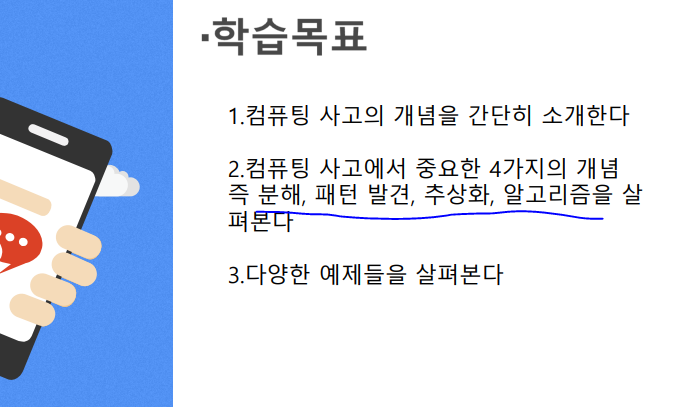 ·학습목표
1.컴퓨팅 사고의 개념을 간단히 소개한다
2.컴퓨팅 사고에서 중요한 4가지의 개념
즉 분해, 패턴 발견, 추상화, 알고리즘을 살
펴본다
3.다양한 예제들을 살펴본다